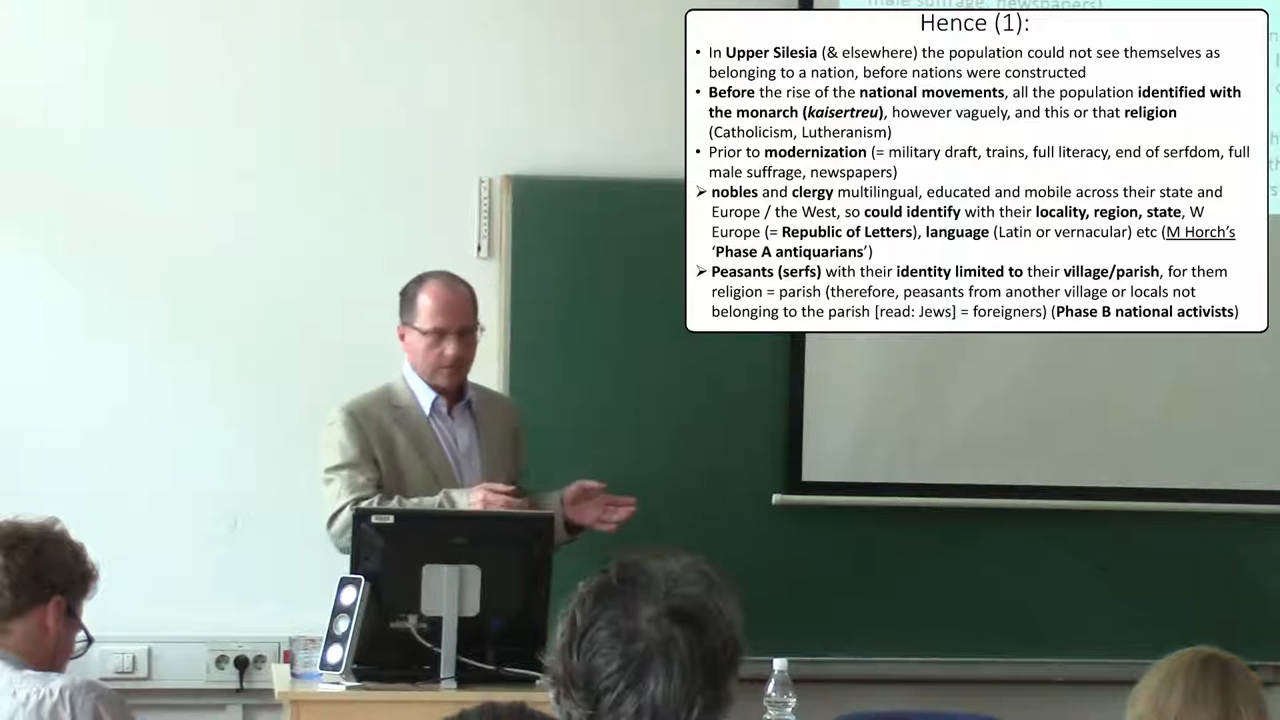 male suffrage, newspapers)
Hence (1):
• In Upper Silesia (& elsewhere) the population could not see themselves as
belonging to a nation, before nations were constructed
• Before the rise of the national movements, all the population identified with
the monarch (kaisertreu), however vaguely, and this or that religion
(Catholicism, Lutheranism)
• Prior to modernization (= military draft, trains, full literacy, end of serfdom, full
male suffrage, newspapers)
➢ nobles and clergy multilingual, educated and mobile across their state and
Europe / the West, so could identify with their locality, region, state, W
Europe (= Republic of Letters), language (Latin or vernacular) etc (M Horch's
'Phase A antiquarians')
➢ Peasants (serfs) with their identity limited to their village/parish, for them
religion = parish (therefore, peasants from another village or locals not
belonging to the parish [read: Jews] = foreigners) (Phase B national activists)